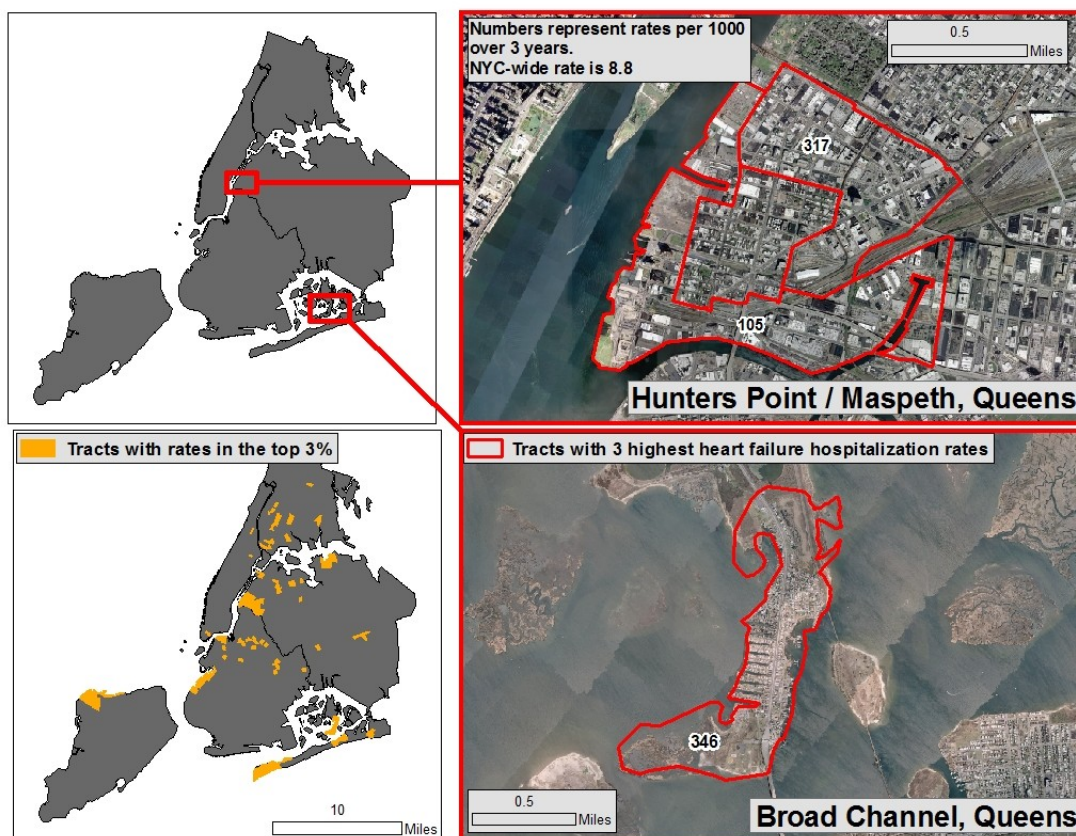 Numbers represent rates per 1000
over 3 years.
NYC-wide rate is 8.8
0.5
Miles
317
105
Hunters Point / Maspeth, Queens
Tracts with rates in the top 3%
10
Miles
Tracts with 3 highest heart failure hospitalization rates
346
0.5
Miles
Broad Channel, Queens